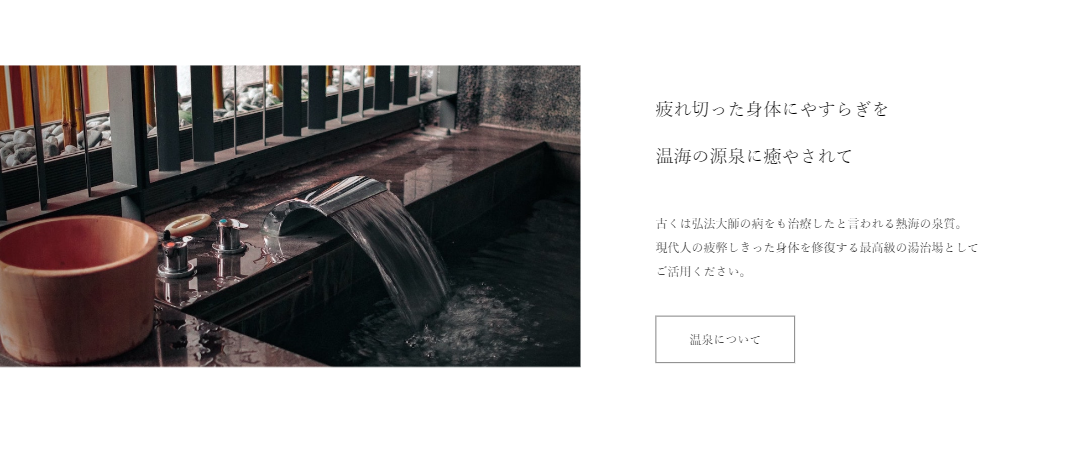 疲れ切った身体にやすらぎを
温海の源泉に癒やされて
古くは弘法大師の病をも治療したと言われる熱海の泉質。
現代人の疲弊しきった身体を修復する最高級の湯治場として
ご活用ください。
温泉について